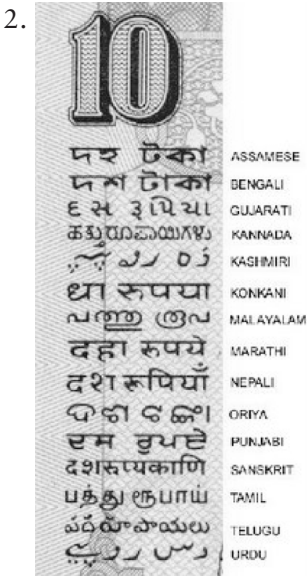 2.
10
দহ টকা ASSAMESE
দশ টাকা BENGALI
દસ રૂપિયા GUJARATI
ಹತ್ತು ರೂಪಾಯಿಗಳು KANNADA
KASHMIRI
धा रुपया KONKANI
പത്തു രൂപ MALAYALAM
दहा रुपये MARATHI
दश रुपियाँ NEPALI
ଦଶ ଟଙ୍କା ORIYA
ਦਸ ਰੁਪਏ PUNJABI
दशरुप्यकाणि SANSKRIT
பத்து ரூபாய் TAMIL
పది రూపాయలు TELUGU
دس روپے URDU